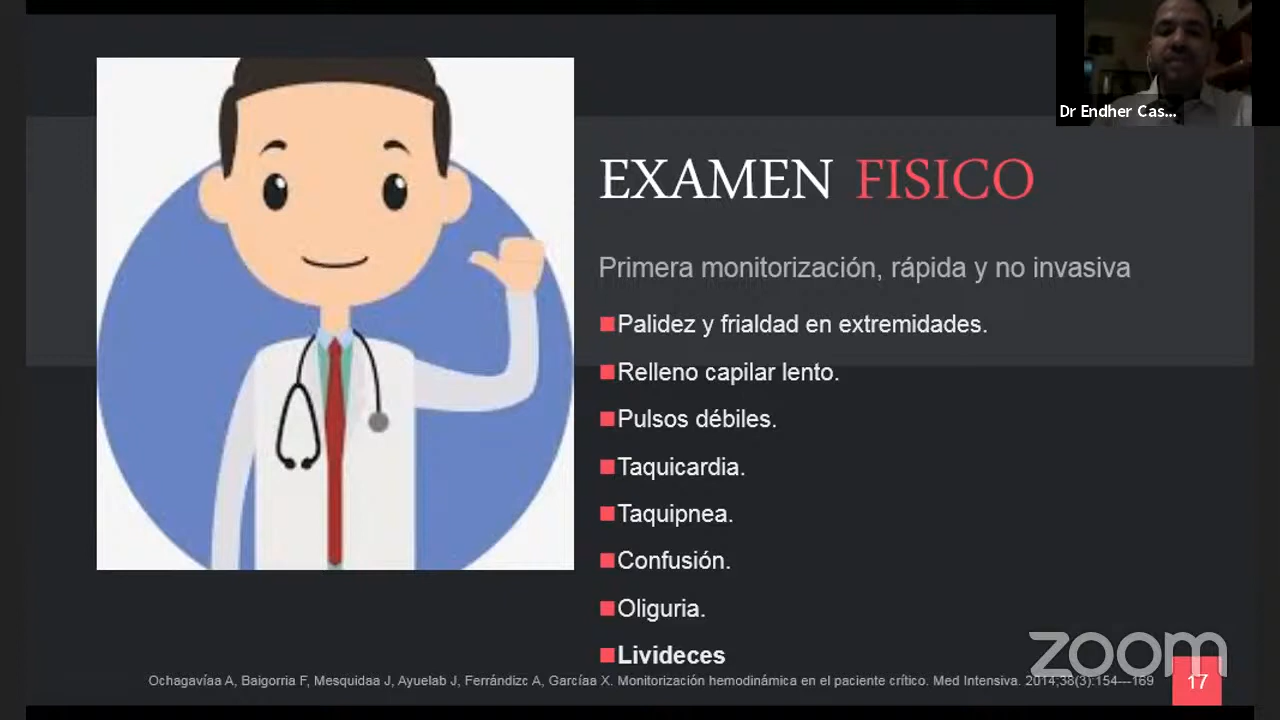 Dr Endher Cas...
EXAMEN FISICO
Primera monitorización, rápida y no invasiva
Palidez y frialdad en extremidades.
Relleno capilar lento.
Pulsos débiles.
Taquicardia.
Taquipnea.
Confusión.
Oliguria.
Livideces
Ochagavíaa A, Baigorria F, Mesquidaa J, Ayuelab J, Ferrándizc A, Garcíaa X. Monitorización hemodinámica en el paciente crítico. Med Intensiva. 2014;38(3):154---169
zoom
17